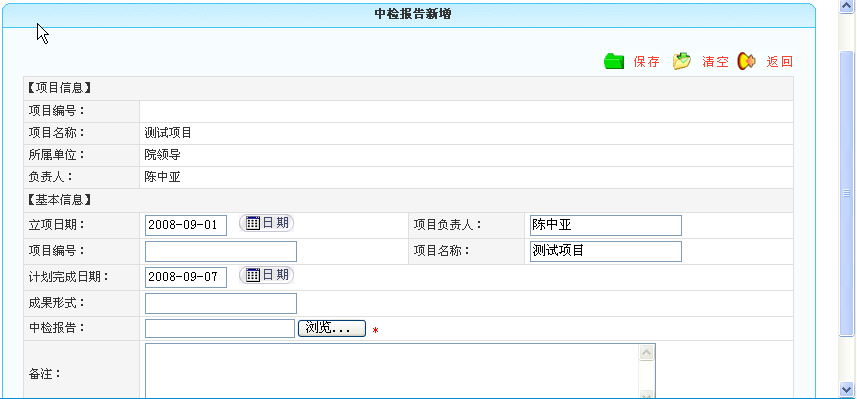 中检报告新增
保存 清空 返回
【项目信息】
项目编号：
项目名称： 测试项目
所属单位： 院领导
负责人： 陈中亚
【基本信息】
立项日期： 2008-09-01 日期 项目负责人： 陈中亚
项目编号： 项目名称： 测试项目
计划完成日期： 2008-09-07 日期
成果形式：
中检报告： 浏览... *
备注：